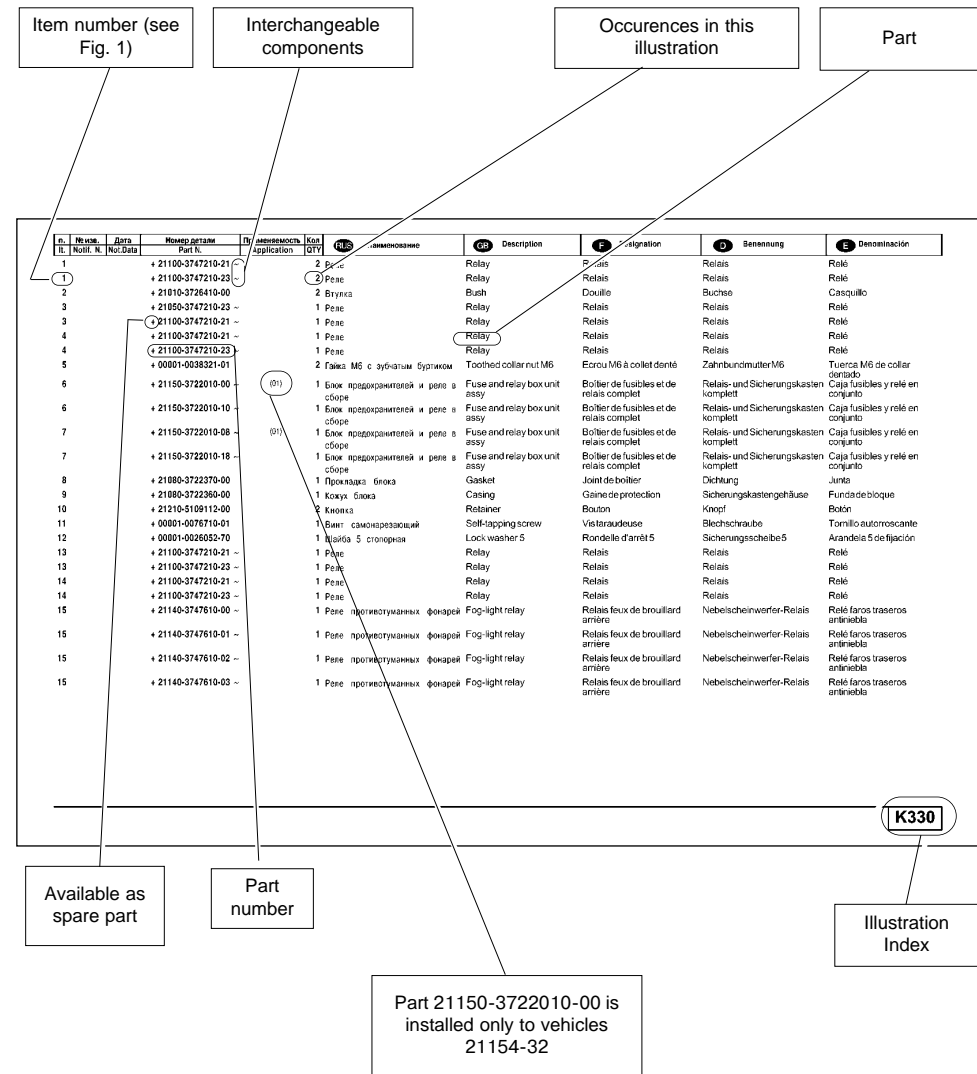 Item number (see
Fig. 1)
Interchangeable
components
Occurences in this
illustration
Part
п. № изв. Дата Номер детали Применяемость Кол RUS Наименование GB Description F Designation D Benennung E Denominación
It. Notif. N. Not.Data Part N. Application QTY
1 + 21100-3747210-21 ~ 2 Реле Relay Relais Relais Relé
1 + 21100-3747210-23 ~ 2 Реле Relay Relais Relais Relé
2 + 21010-3726410-00 2 Втулка Bush Douille Buchse Casquillo
3 + 21050-3747210-23 ~ 1 Реле Relay Relais Relais Relé
3 + 21100-3747210-21 ~ 1 Реле Relay Relais Relais Relé
4 + 21100-3747210-21 ~ 1 Реле Relay Relais Relais Relé
4 + 21100-3747210-23 ~ 1 Реле Relay Relais Relais Relé
5 + 00001-0038321-01 2 Гайка М6 с зубчатым буртиком Toothed collar nut M6 Ecrou M6 à collet denté Zahnbundmutter M6 Tuerca M6 de collar
dentado
6 + 21150-3722010-00 ~ (01) 1 Блок предохранителей и реле в Fuse and relay box unit Boîtier de fusibles et de Relais- und Sicherungskasten Caja fusibles y relé en
сборе assy relais complet komplett conjunto
6 + 21150-3722010-10 ~ 1 Блок предохранителей и реле в Fuse and relay box unit Boîtier de fusibles et de Relais- und Sicherungskasten Caja fusibles y relé en
сборе assy relais complet komplett conjunto
7 + 21150-3722010-08 ~ (01) 1 Блок предохранителей и реле в Fuse and relay box unit Boîtier de fusibles et de Relais- und Sicherungskasten Caja fusibles y relé en
сборе assy relais complet komplett conjunto
7 + 21150-3722010-18 ~ 1 Блок предохранителей и реле в Fuse and relay box unit Boîtier de fusibles et de Relais- und Sicherungskasten Caja fusibles y relé en
сборе assy relais complet komplett conjunto
8 + 21080-3722370-00 1 Прокладка блока Gasket Joint de boîtier Dichtung Junta
9 + 21080-3722360-00 1 Кожух блока Casing Gaine de protection Sicherungskastengehäuse Funda de bloque
10 + 21210-5109112-00 2 Кнопка Retainer Bouton Knopf Botón
11 + 00001-0076710-01 1 Винт самонарезающий Self-tapping screw Vis taraudeuse Blechschraube Tornillo autorroscante
12 + 00001-0026052-70 1 Шайба 5 стопорная Lock washer 5 Rondelle d'arrêt 5 Sicherungsscheibe 5 Arandela 5 de fijación
13 + 21100-3747210-21 ~ 1 Реле Relay Relais Relais Relé
13 + 21100-3747210-23 ~ 1 Реле Relay Relais Relais Relé
14 + 21100-3747210-21 ~ 1 Реле Relay Relais Relais Relé
14 + 21100-3747210-23 ~ 1 Реле Relay Relais Relais Relé
15 + 21140-3747610-00 ~ 1 Реле противотуманных фонарей Fog-light relay Relais feux de brouillard Nebelscheinwerfer-Relais Relé faros traseros
arrière antiniebla
15 + 21140-3747610-01 ~ 1 Реле противотуманных фонарей Fog-light relay Relais feux de brouillard Nebelscheinwerfer-Relais Relé faros traseros
arrière antiniebla
15 + 21140-3747610-02 ~ 1 Реле противотуманных фонарей Fog-light relay Relais feux de brouillard Nebelscheinwerfer-Relais Relé faros traseros
arrière antiniebla
15 + 21140-3747610-03 ~ 1 Реле противотуманных фонарей Fog-light relay Relais feux de brouillard Nebelscheinwerfer-Relais Relé faros traseros
arrière antiniebla
K330
Available as
spare part
Part
number
Illustration
Index
Part 21150-3722010-00 is
installed only to vehicles
21154-32